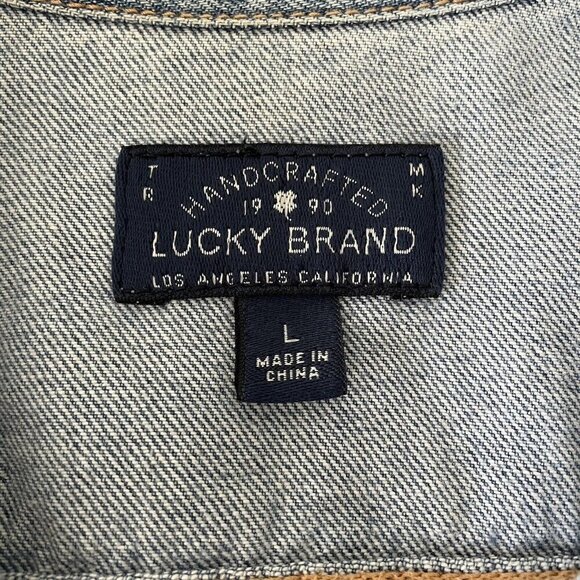 TR MK
HANDCRAFTED
19 90
LUCKY BRAND
LOS ANGELES CALIFORNIA
L
MADE IN
CHINA